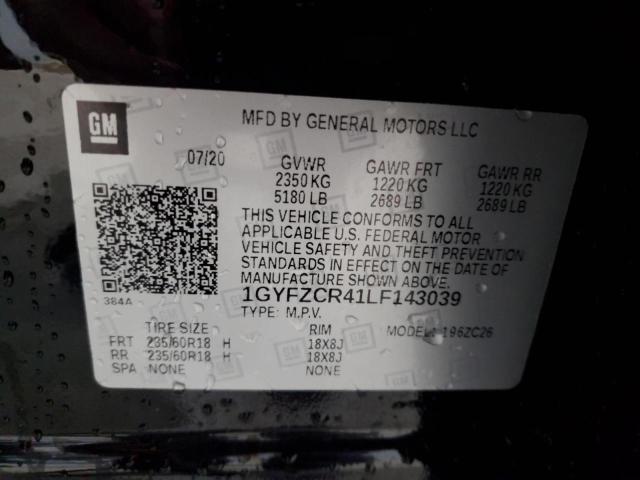 GM
MFD BY GENERAL MOTORS LLC
07/20 GVWR GAWR FRT GAWR RR
2350 KG 1220 KG 1220 KG
5180 LB 2689 LB 2689 LB
THIS VEHICLE CONFORMS TO ALL
APPLICABLE U.S. FEDERAL MOTOR
VEHICLE SAFETY AND THEFT PREVENTION
STANDARDS IN EFFECT ON THE DATE OF
MANUFACTURE SHOWN ABOVE.
384A 1GYFZCR41LF143039
TYPE: M.P.V. MODEL: 196ZC26
TIRE SIZE RIM
FRT 235/60R18 H 18X8J
RR 235/60R18 H 18X8J
SPA NONE NONE